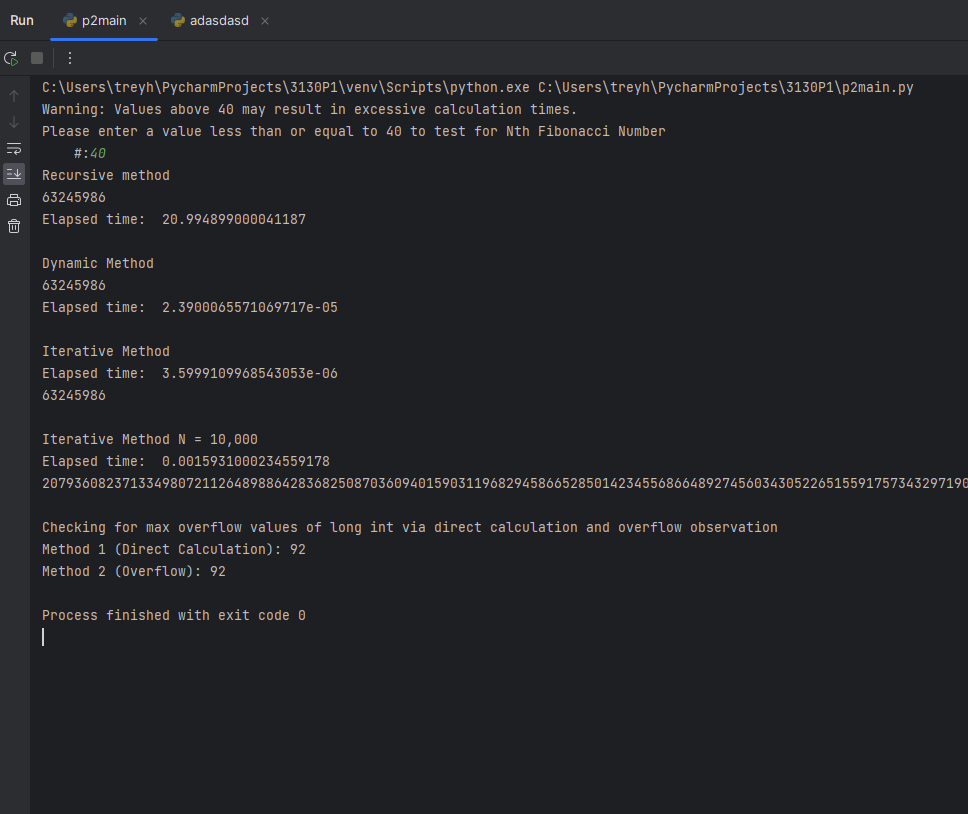 Run p2main adasdasd
C:\Users\treyh\PycharmProjects\3130P1\venv\Scripts\python.exe C:\Users\treyh\PycharmProjects\3130P1\p2main.py
Warning: Values above 40 may result in excessive calculation times.
Please enter a value less than or equal to 40 to test for Nth Fibonacci Number
#:40
Recursive method
63245986
Elapsed time:  20.994899000041187
Dynamic Method
63245986
Elapsed time:  2.3900065571069717e-05
Iterative Method
Elapsed time:  3.5999109968543053e-06
63245986
Iterative Method N = 10,000
Elapsed time:  0.0015931000234559178
20793608237133498072112648988642836825087036094015903119682945866528501423455686648927456034305226515591757343297190
Checking for max overflow values of long int via direct calculation and overflow observation
Method 1 (Direct Calculation): 92
Method 2 (Overflow): 92
Process finished with exit code 0